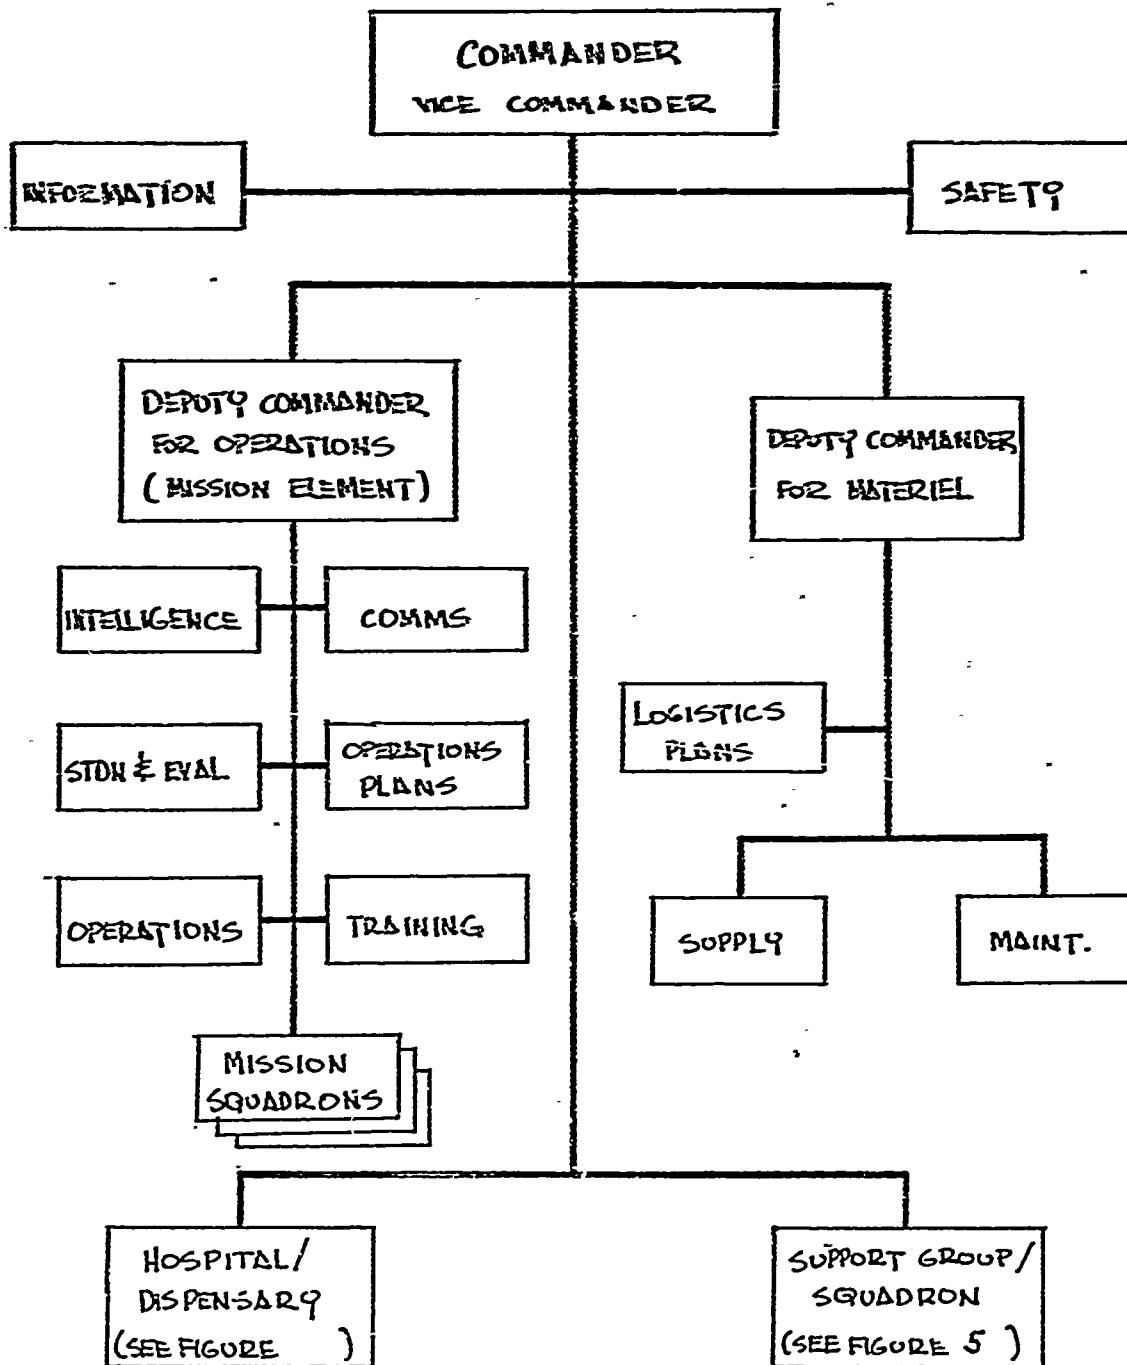 COMMANDER
VICE COMMANDER
INFORMATION
SAFETY
DEPUTY COMMANDER
FOR OPERATIONS
(MISSION ELEMENT)
DEPUTY COMMANDER
FOR MATERIEL
INTELLIGENCE
COMMS
LOGISTICS
PLANS
STDN & EVAL
OPERATIONS
PLANS
OPERATIONS
TRAINING
SUPPLY
MAINT.
MISSION
SQUADRONS
HOSPITAL/
DISPENSARY
(SEE FIGURE )
SUPPORT GROUP/
SQUADRON
(SEE FIGURE 5 )